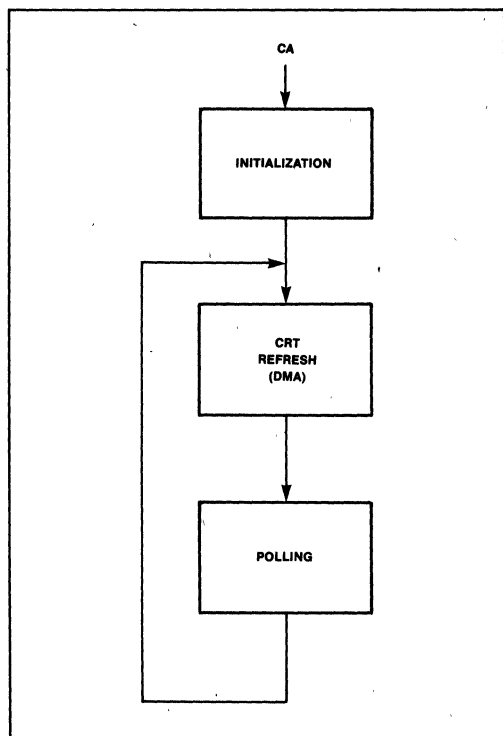 CA
INITIALIZATION
CRT
REFRESH
(DMA)
POLLING